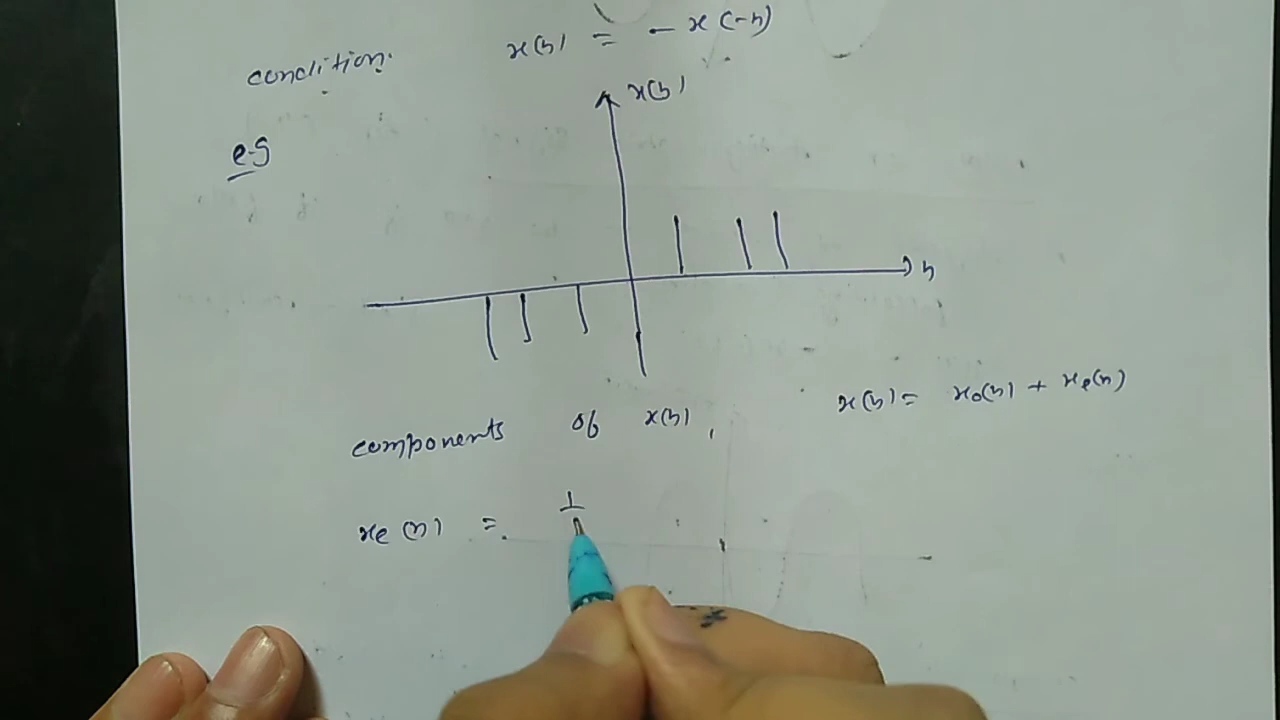 condition. x(n) = - x(-n)
x(n)
e.g
n
x(n) = xo(n) + xe(n)
components of x(n),
xe(n) = 1